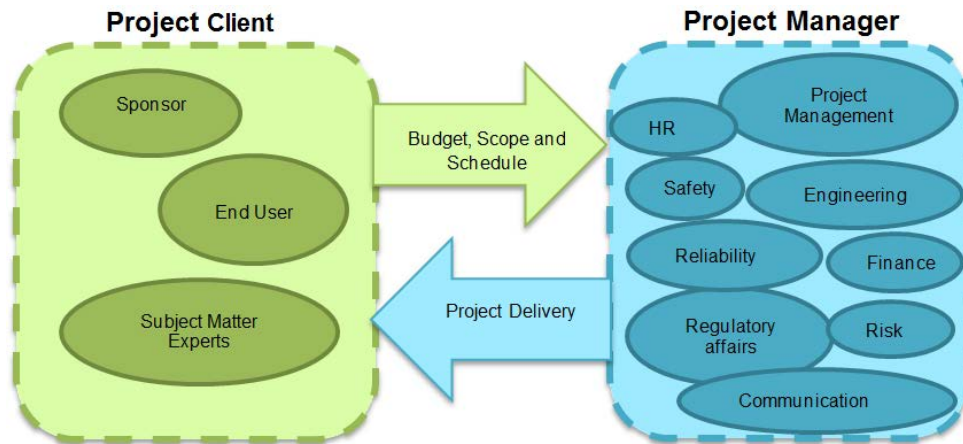 Project Client
Sponsor
End User
Subject Matter
Experts
Budget, Scope and
Schedule
Project Delivery
Project Manager
Project
Management
HR
Safety
Engineering
Reliability
Finance
Regulatory
affairs
Risk
Communication